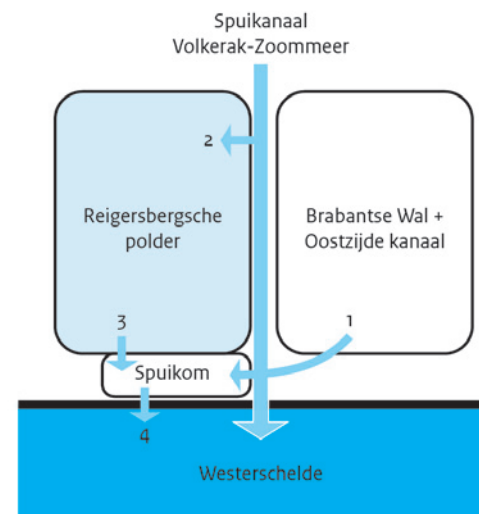 Spuikanaal
Volkerak-Zoommeer
2
Reigersbergsche
polder
Brabantse Wal +
Oostzijde kanaal
3
1
Spuikom
4
Westerschelde